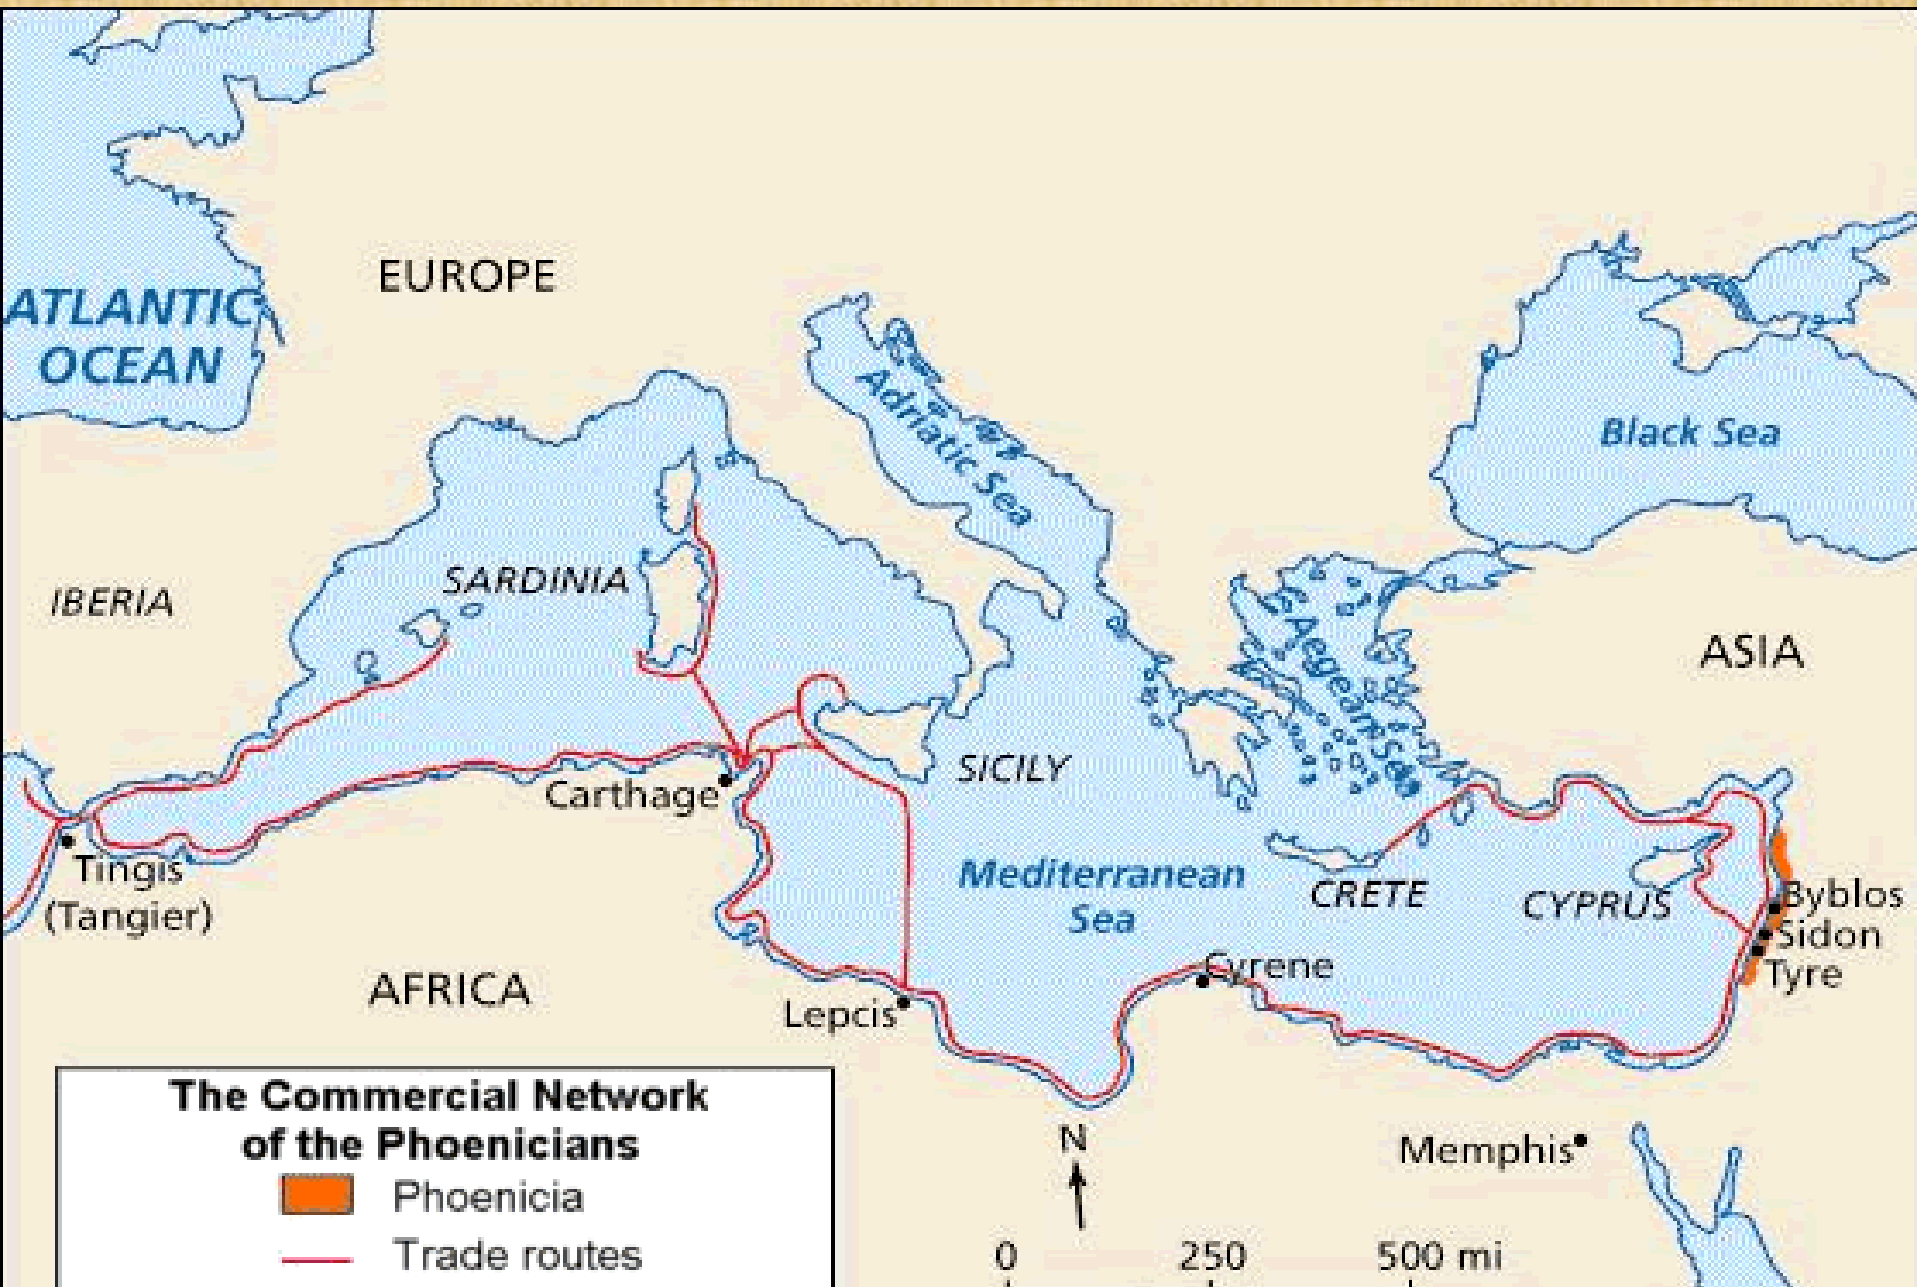 EUROPE
ATLANTIC
OCEAN
Adriatic Sea
Black Sea
IBERIA
SARDINIA
Aegean Sea
ASIA
SICILY
Carthage
Tingis
(Tangier)
Mediterranean
Sea
CRETE
CYPRUS
Byblos
Sidon
Tyre
Cyrene
AFRICA
Lepcis
Memphis
The Commercial Network
of the Phoenicians
Phoenicia
Trade routes
N
0 250 500 mi